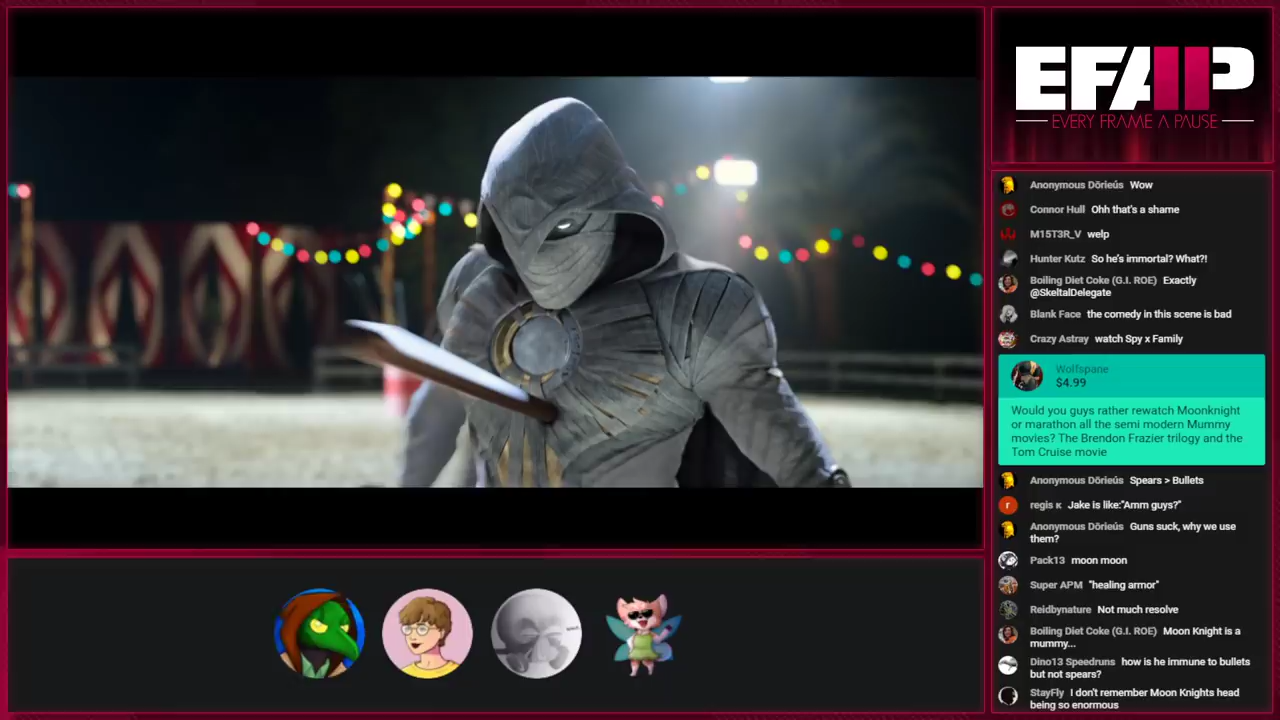 EFAP
EVERY FRAME A PAUSE
Anonymous Dōrieús Wow
Connor Hull Ohh that's a shame
M15T3R_V welp
Hunter Kutz So he's immortal? What?!
Boiling Diet Coke (G.I. ROE) Exactly
@SkeltalDelegate
Blank Face the comedy in this scene is bad
Crazy Astray watch Spy x Family
Wolfspane
$4.99
Would you guys rather rewatch Moonknight
or marathon all the semi modern Mummy
movies? The Brendon Frazier trilogy and the
Tom Cruise movie
Anonymous Dōrieús Spears > Bullets
r
regis κ Jake is like:"Amm guys?"
Anonymous Dōrieús Guns suck, why we use
them?
Pack13 moon moon
Super APM "healing armor"
Reidbynature Not much resolve
Boiling Diet Coke (G.I. ROE) Moon Knight is a
mummy...
Dino13 Speedruns how is he immune to bullets
but not spears?
StayFly I don't remember Moon Knights head
being so enormous